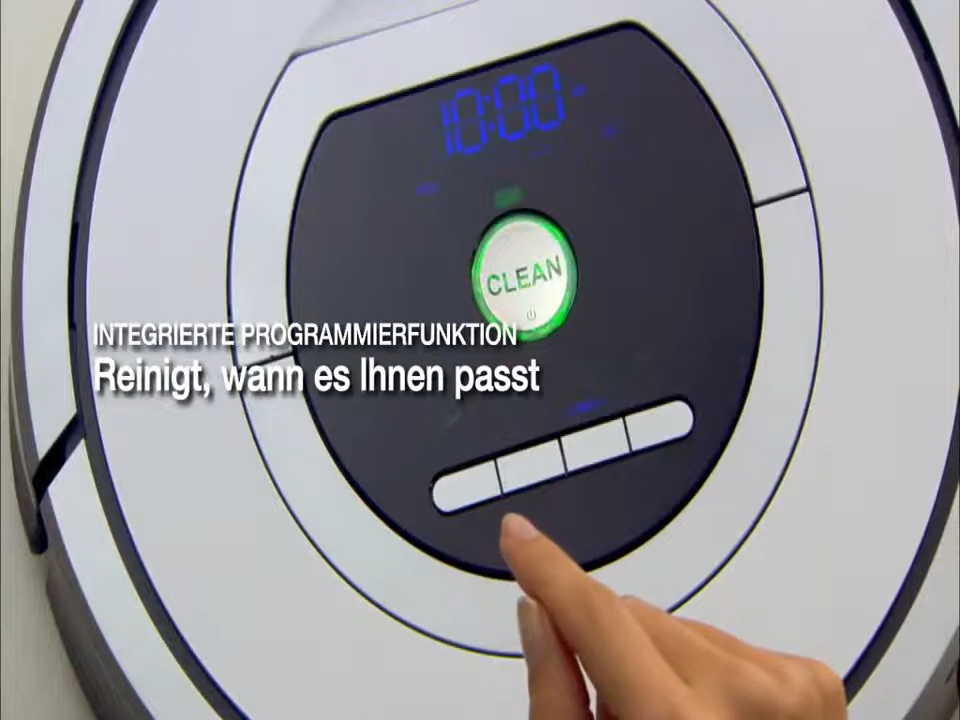 10:00
CLEAN
INTEGRIERTE PROGRAMMIERFUNKTION
Reinigt, wann es Ihnen passt